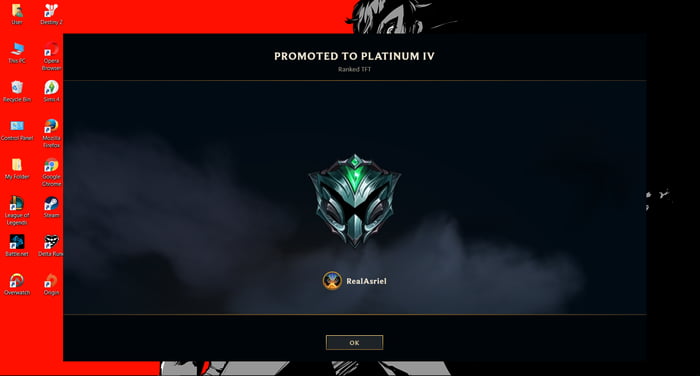 User
Destiny 2
This PC
Opera
Browser
Recycle Bin
Sims 4
Control Panel
Mozilla
Firefox
My Folder
Google
Chrome
League of
Legends
Steam
Battle.net
Delta Rune
Overwatch
Origin
PROMOTED TO PLATINUM IV
Ranked TFT
RealAsriel
OK